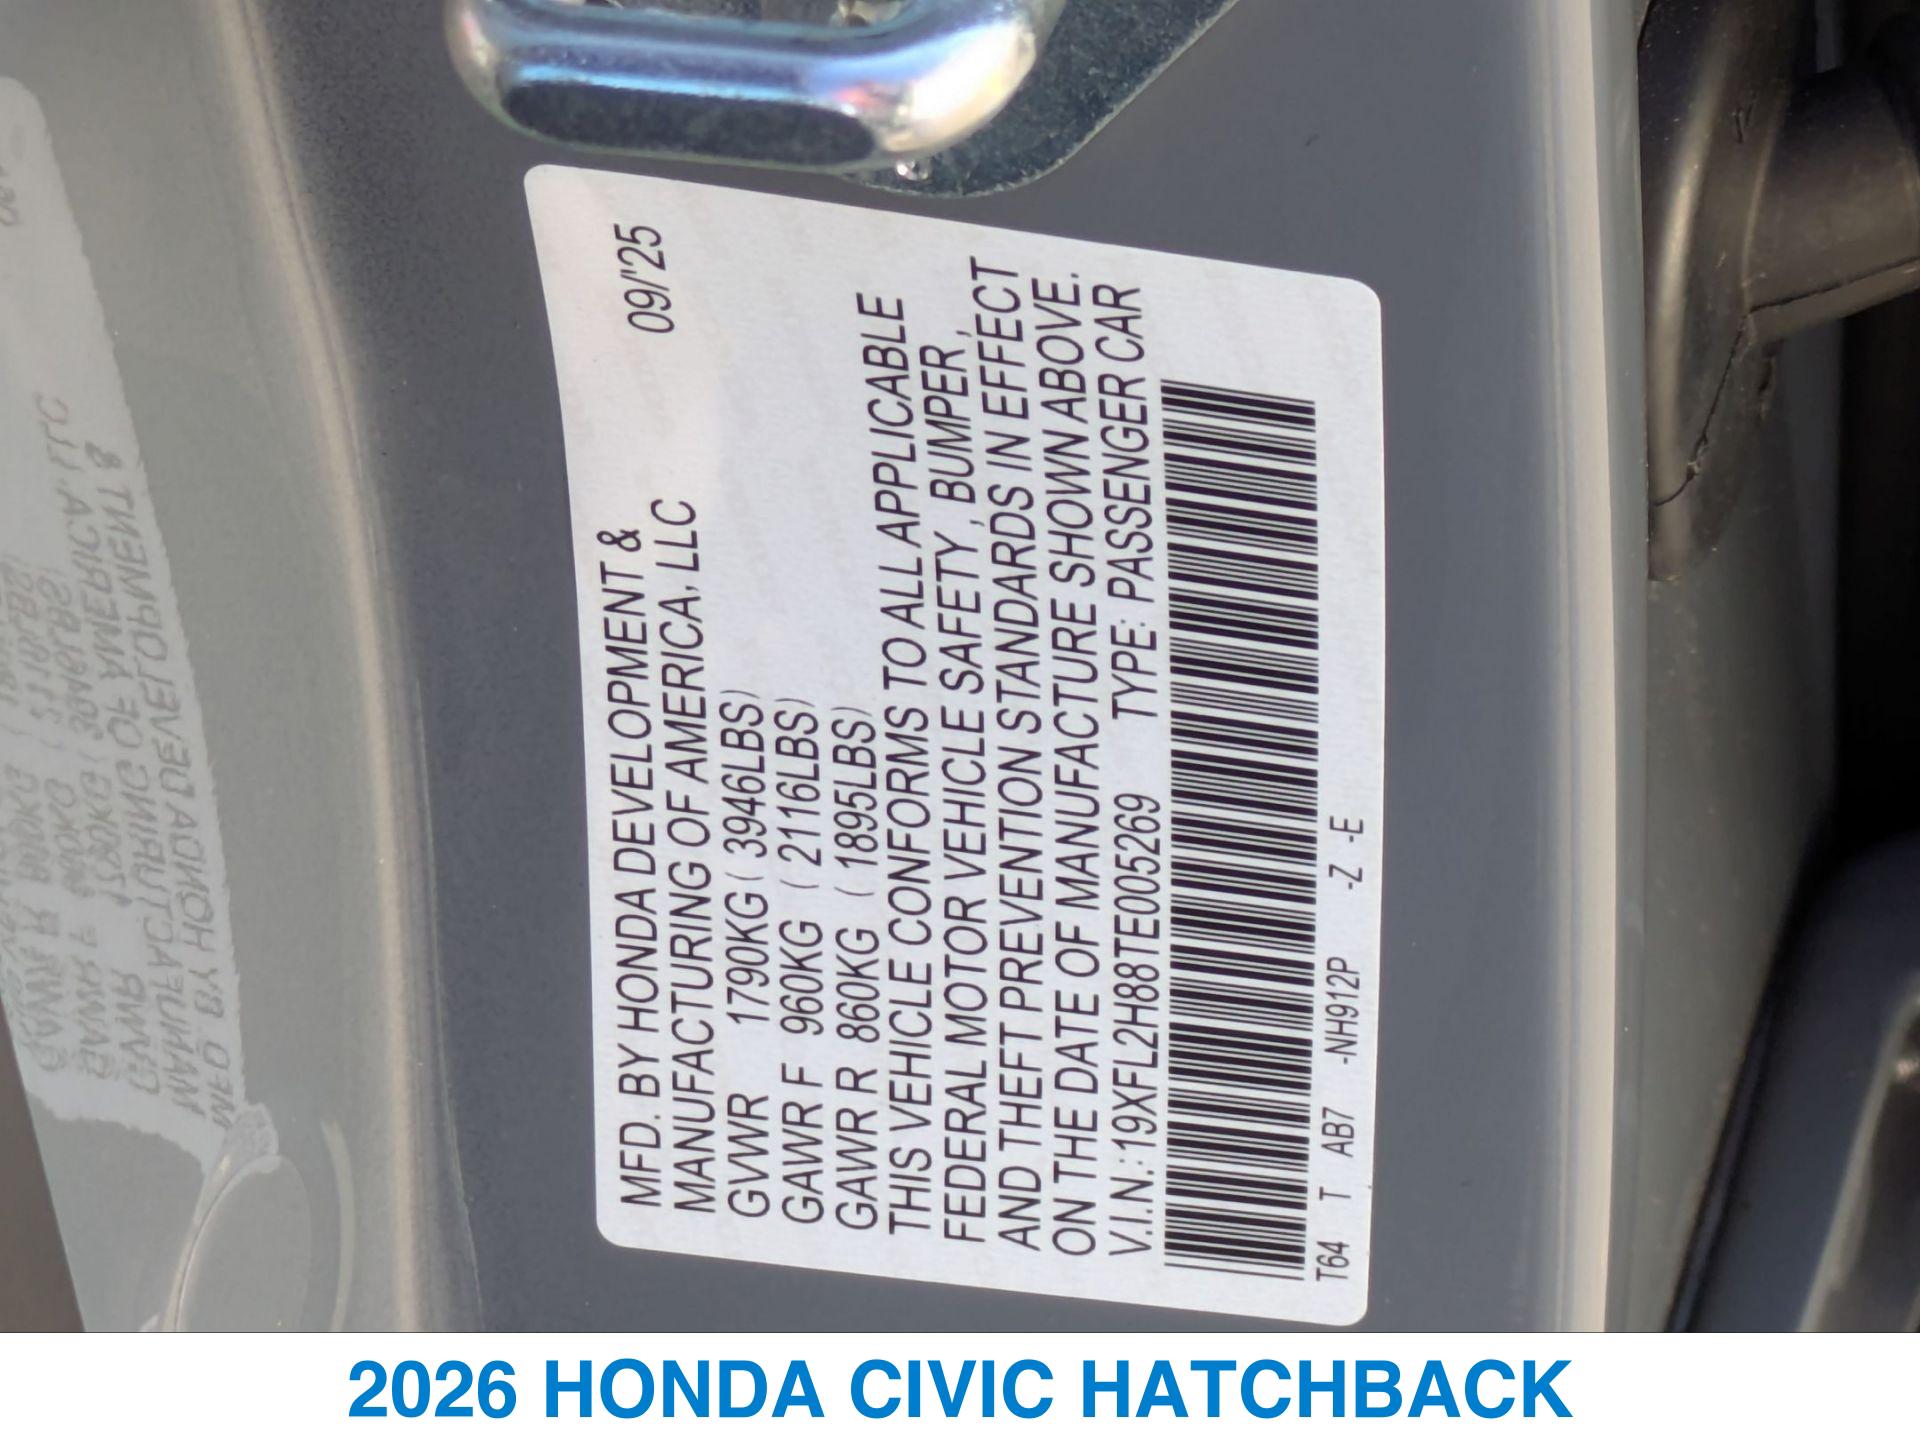 MFD. BY HONDA DEVELOPMENT &
MANUFACTURING OF AMERICA, LLC 09/'25
GVWR 1790KG ( 3946LBS)
GAWR F 960KG ( 2116LBS)
GAWR R 860KG ( 1895LBS)
THIS VEHICLE CONFORMS TO ALL APPLICABLE
FEDERAL MOTOR VEHICLE SAFETY, BUMPER,
AND THEFT PREVENTION STANDARDS IN EFFECT
ON THE DATE OF MANUFACTURE SHOWN ABOVE.
V.I.N.: 19XFL2H88TE005269 TYPE: PASSENGER CAR
T64 T AB7 -NH912P -Z -E
2026 HONDA CIVIC HATCHBACK